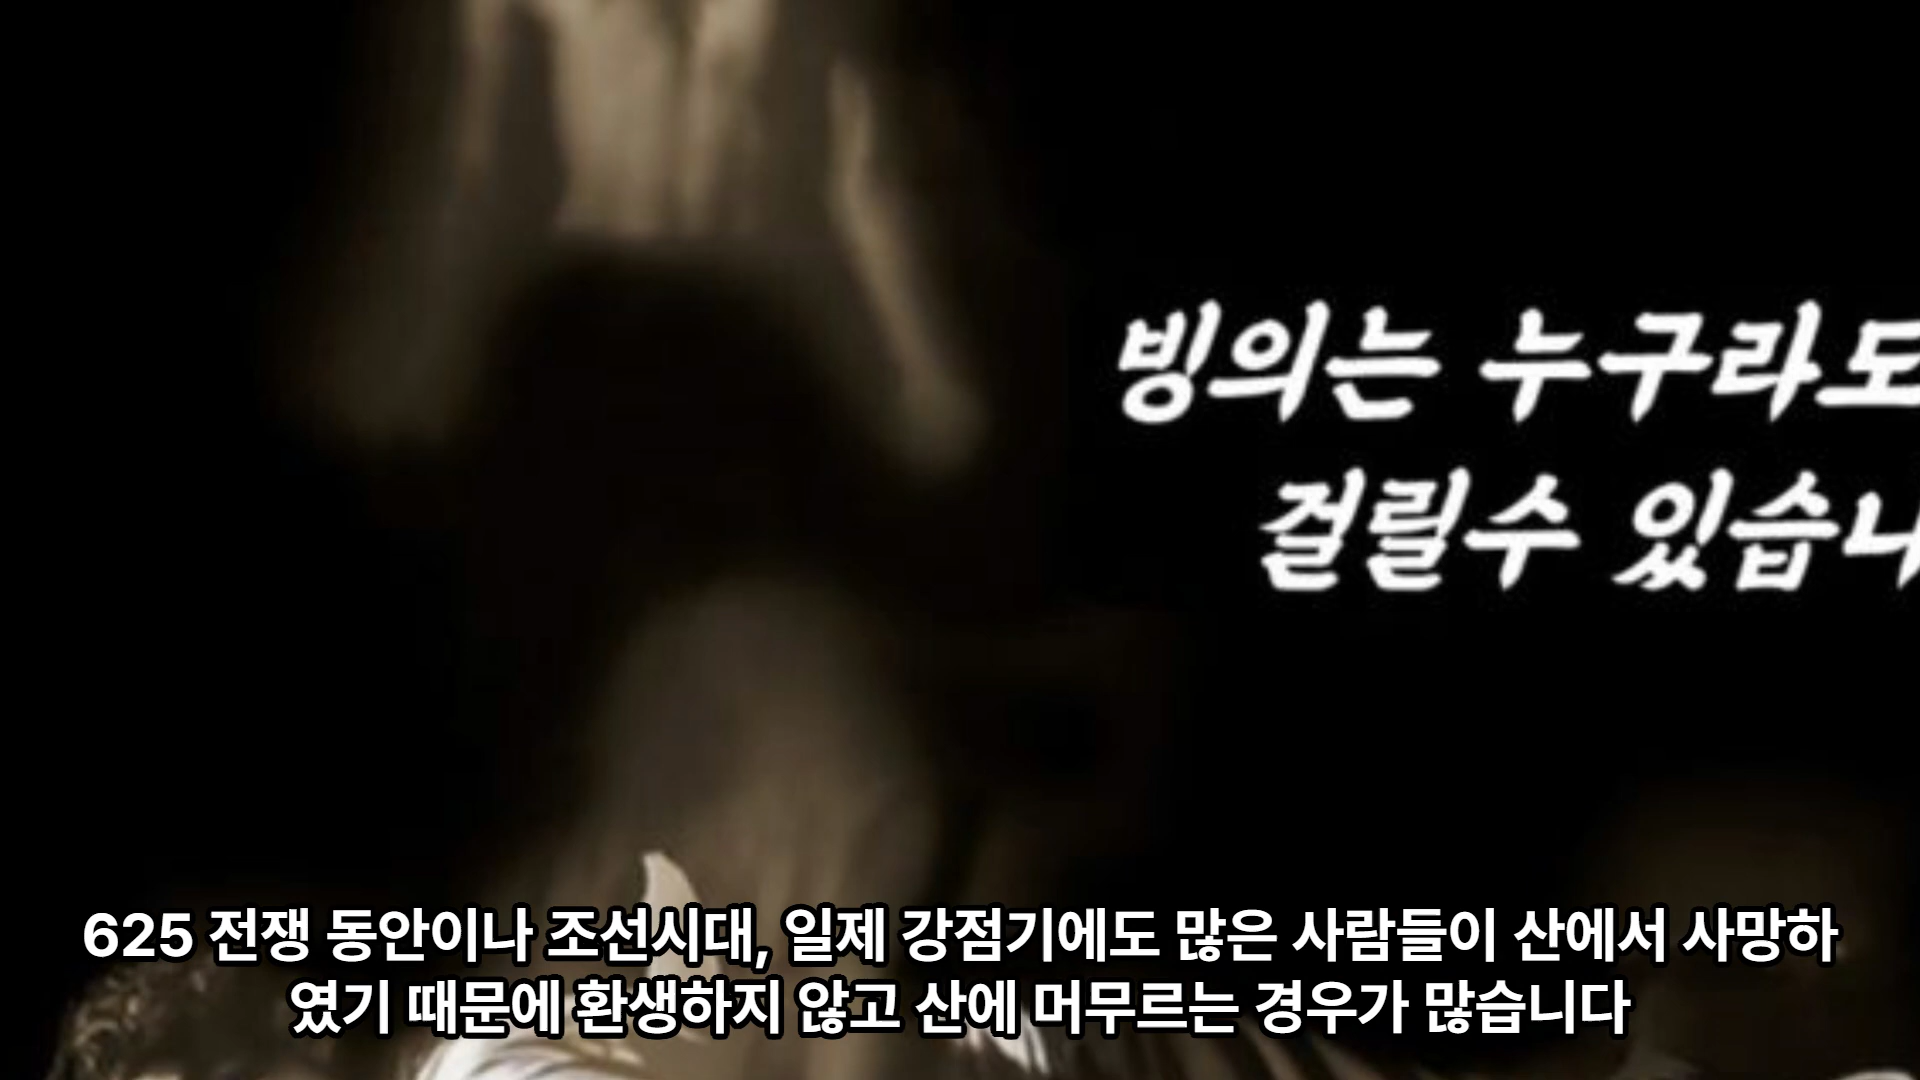 빙의는 누구라도
걸릴수 있습니
625 전쟁 동안이나 조선시대, 일제 강점기에도 많은 사람들이 산에서 사망하
였기 때문에 환생하지 않고 산에 머무르는 경우가 많습니다